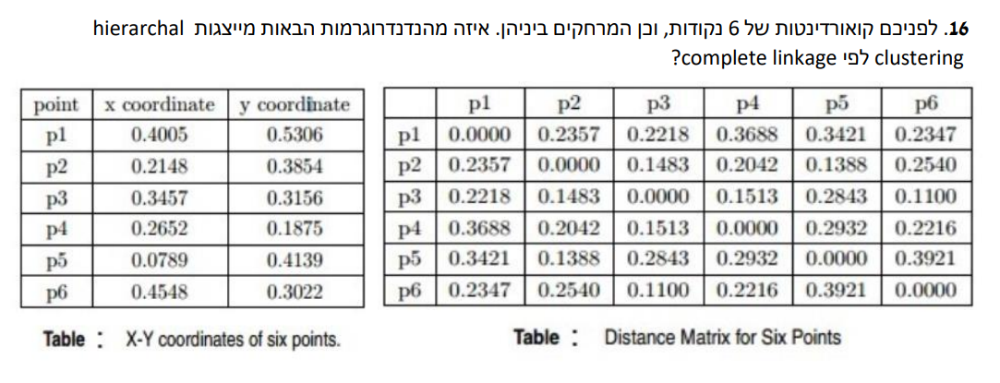 16. לפניכם קואורדינטות של 6 נקודות, וכן המרחקים ביניהן. איזה מהנדנדרוגרמות הבאות מייצגות hierarchal
clustering לפי complete linkage?
point x coordinate y coordinate
p1 0.4005 0.5306
p2 0.2148 0.3854
p3 0.3457 0.3156
p4 0.2652 0.1875
p5 0.0789 0.4139
p6 0.4548 0.3022
Table : X-Y coordinates of six points.
p1 p2 p3 p4 p5 p6
p1 0.0000 0.2357 0.2218 0.3688 0.3421 0.2347
p2 0.2357 0.0000 0.1483 0.2042 0.1388 0.2540
p3 0.2218 0.1483 0.0000 0.1513 0.2843 0.1100
p4 0.3688 0.2042 0.1513 0.0000 0.2932 0.2216
p5 0.3421 0.1388 0.2843 0.2932 0.0000 0.3921
p6 0.2347 0.2540 0.1100 0.2216 0.3921 0.0000
Table : Distance Matrix for Six Points